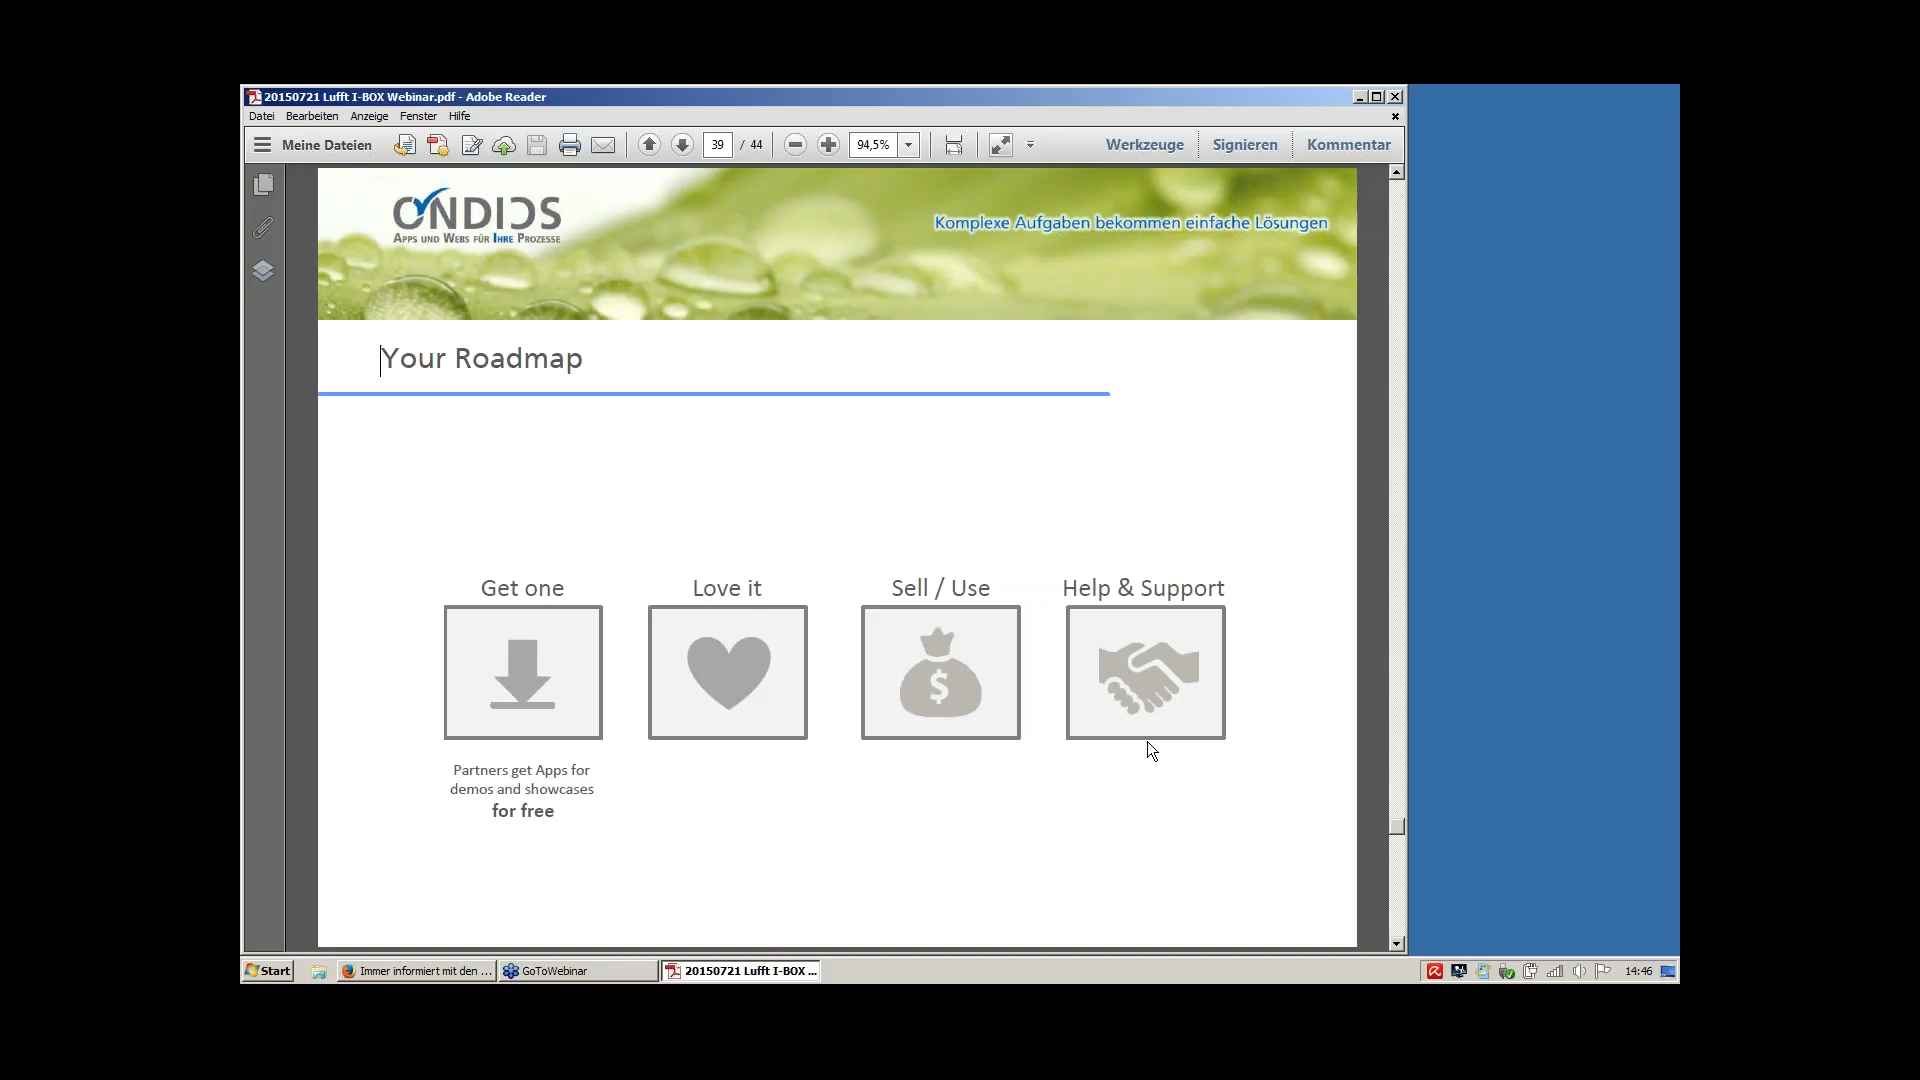 20150721 Lufft I-BOX Webinar.pdf - Adobe Reader
Datei Bearbeiten Anzeige Fenster Hilfe
Meine Dateien 39 / 44 94,5% Werkzeuge Signieren Kommentar
ONDICS
APPS UND WEBS FÜR IHRE PROZESSE
Komplexe Aufgaben bekommen einfache Lösungen
Your Roadmap
Get one Love it Sell / Use Help & Support
$
Partners get Apps for
demos and showcases
for free
Start Immer informiert mit den ... GoToWebinar 20150721 Lufft I-BOX ... 14:46